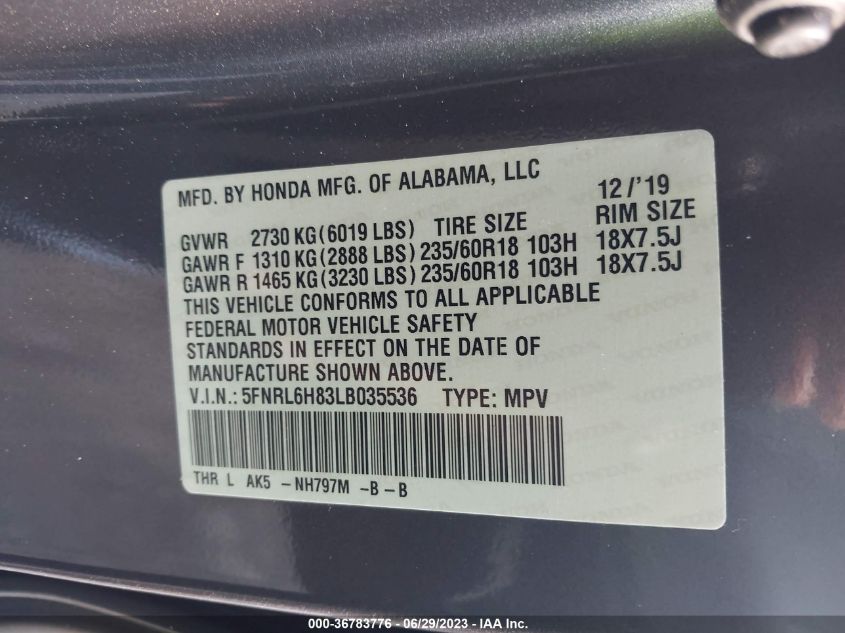 MFD. BY HONDA MFG. OF ALABAMA, LLC 12/'19
GVWR 2730 KG(6019 LBS) TIRE SIZE RIM SIZE
GAWR F 1310 KG(2888 LBS) 235/60R18 103H 18X7.5J
GAWR R 1465 KG(3230 LBS) 235/60R18 103H 18X7.5J
THIS VEHICLE CONFORMS TO ALL APPLICABLE
FEDERAL MOTOR VEHICLE SAFETY
STANDARDS IN EFFECT ON THE DATE OF
MANUFACTURE SHOWN ABOVE.
V.I.N.: 5FNRL6H83LB035536 TYPE: MPV
THR L AK5 -NH797M -B-B
000-36783776 - 06/29/2023 - IAA Inc.